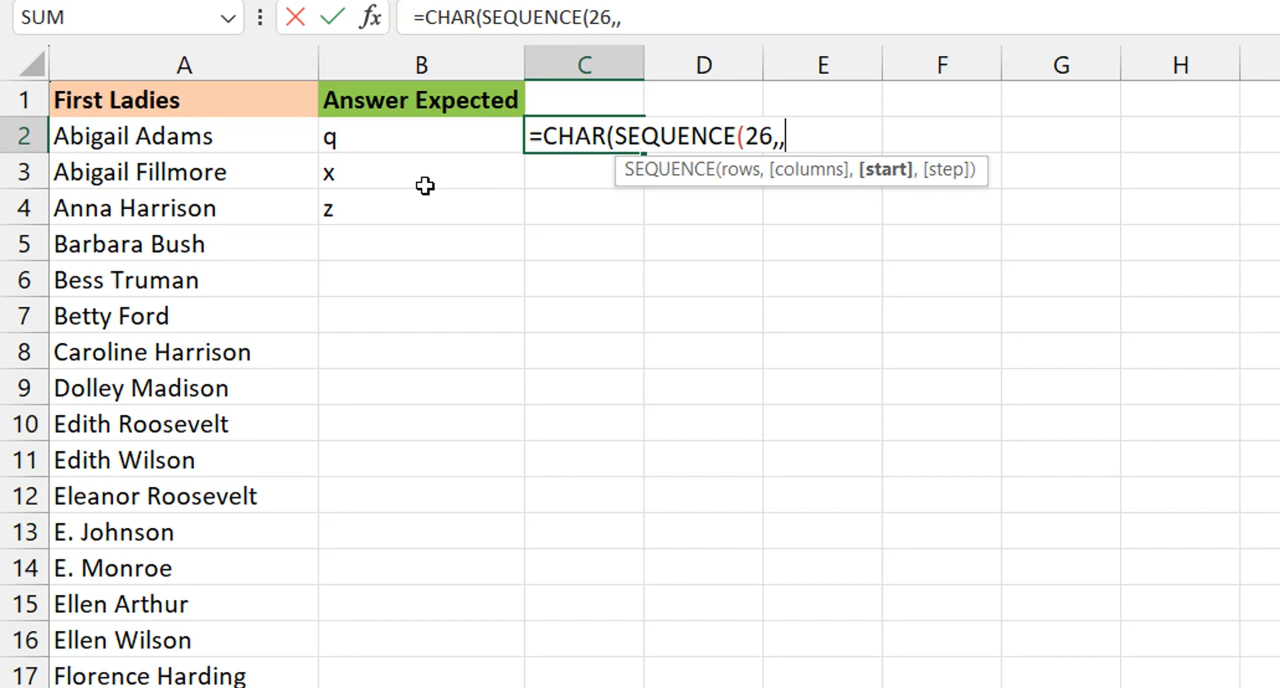 SUM fx =CHAR(SEQUENCE(26,,
A B C D E F G H
1 First Ladies Answer Expected
2 Abigail Adams q =CHAR(SEQUENCE(26,,
SEQUENCE(rows, [columns], [start], [step])
3 Abigail Fillmore x
4 Anna Harrison z
5 Barbara Bush
6 Bess Truman
7 Betty Ford
8 Caroline Harrison
9 Dolley Madison
10 Edith Roosevelt
11 Edith Wilson
12 Eleanor Roosevelt
13 E. Johnson
14 E. Monroe
15 Ellen Arthur
16 Ellen Wilson
17 Florence Harding